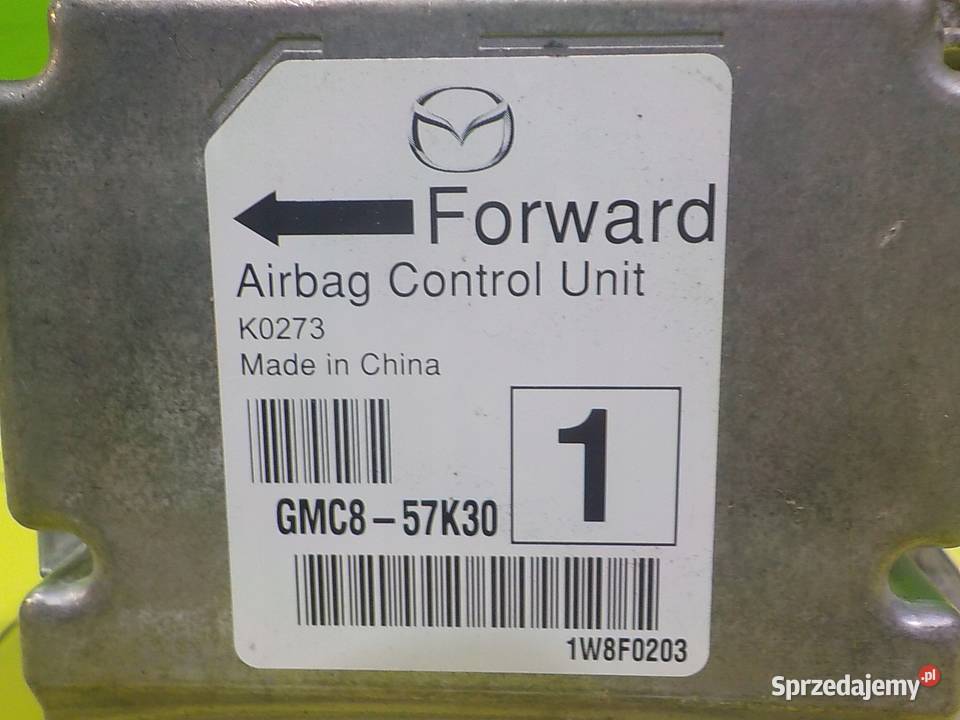 Forward
Airbag Control Unit
K0273
Made in China
1
GMC8-57K30
1W8F0203
Sprzedajemy.pl